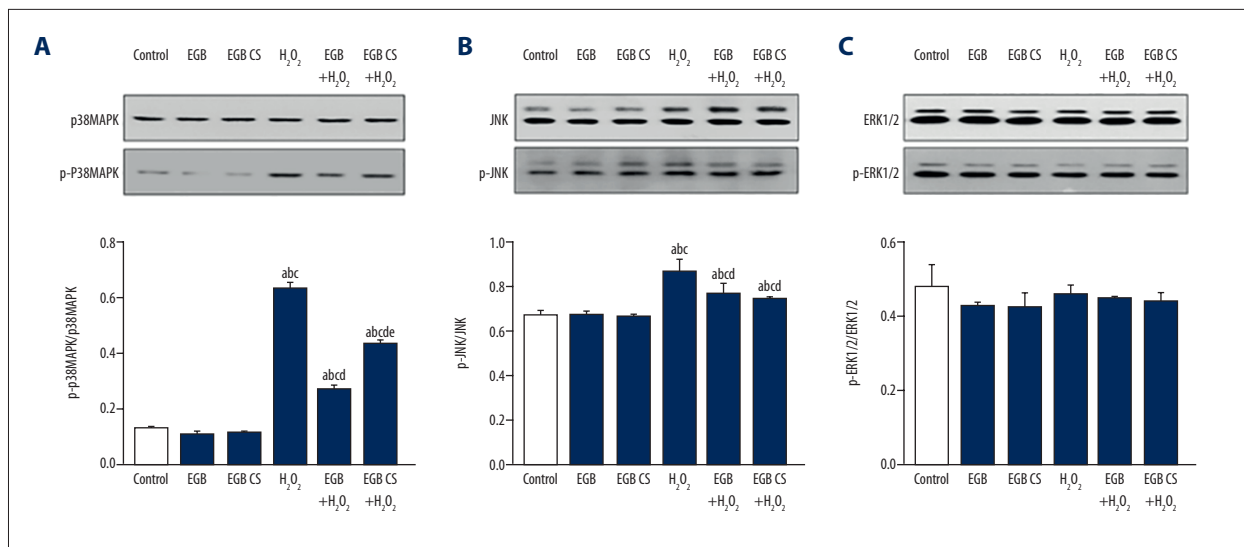 A
Control EGB EGB CS H₂O₂ EGB +H₂O₂ EGB CS +H₂O₂
p38MAPK
p-P38MAPK
0.8
0.6
0.4
0.2
0.0
p-p38MAPK/p38MAPK
abc
abcd
abcde
Control EGB EGB CS H₂O₂ EGB +H₂O₂ EGB CS +H₂O₂
B
Control EGB EGB CS H₂O₂ EGB +H₂O₂ EGB CS +H₂O₂
JNK
p-JNK
1.0
0.8
0.6
0.4
0.2
0.0
p-JNK/JNK
abc
abcd
abcd
Control EGB EGB CS H₂O₂ EGB +H₂O₂ EGB CS +H₂O₂
C
Control EGB EGB CS H₂O₂ EGB +H₂O₂ EGB CS +H₂O₂
ERK1/2
p-ERK1/2
0.6
0.4
0.2
0.0
p-ERK1/2/ERK1/2
Control EGB EGB CS H₂O₂ EGB +H₂O₂ EGB CS +H₂O₂